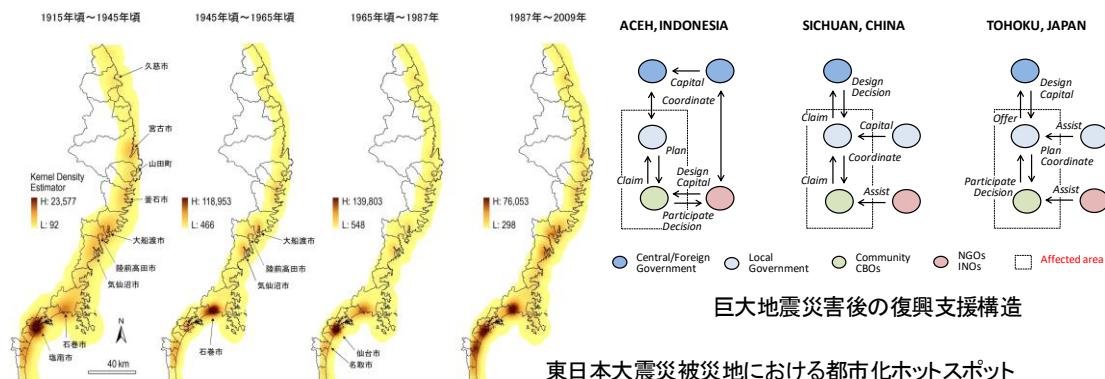 1915年頃～1945年頃
1945年頃～1965年頃
1965年頃～1987年
1987年～2009年
久慈市
宮古市
山田町
釜石市
大船渡市
陸前高田市
気仙沼市
石巻市
塩竈市
Kernel Density
Estimator
H: 23,577
L: 92
N
40 km
H: 118,953
L: 466
大船渡市
陸前高田市
気仙沼市
石巻市
H: 139,803
L: 548
仙台市
名取市
H: 76,053
L: 298
ACEH, INDONESIA
Capital
Coordinate
Plan
Claim
Design
Capital
Participate
Decision
SICHUAN, CHINA
Design
Decision
Claim
Capital
Coordinate
Claim
Assist
TOHOKU, JAPAN
Design
Capital
Offer
Assist
Plan
Coordinate
Participate
Decision
Assist
Central/Foreign
Government
Local
Government
Community
CBOs
NGOs
INOs
Affected area
巨大地震災害後の復興支援構造
東日本大震災被災地における都市化ホットスポット